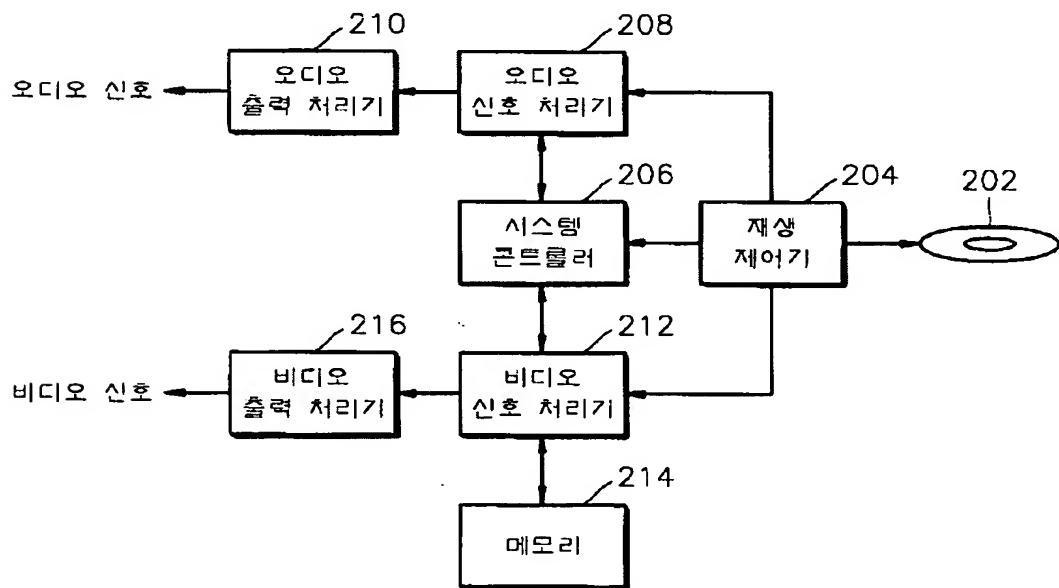 210
208
오디오 신호
오디오
출력 처리기
오디오
신호 처리기
206
204
202
시스템
콘트롤러
재생
제어기
216
212
비디오 신호
비디오
출력 처리기
비디오
신호 처리기
214
메모리